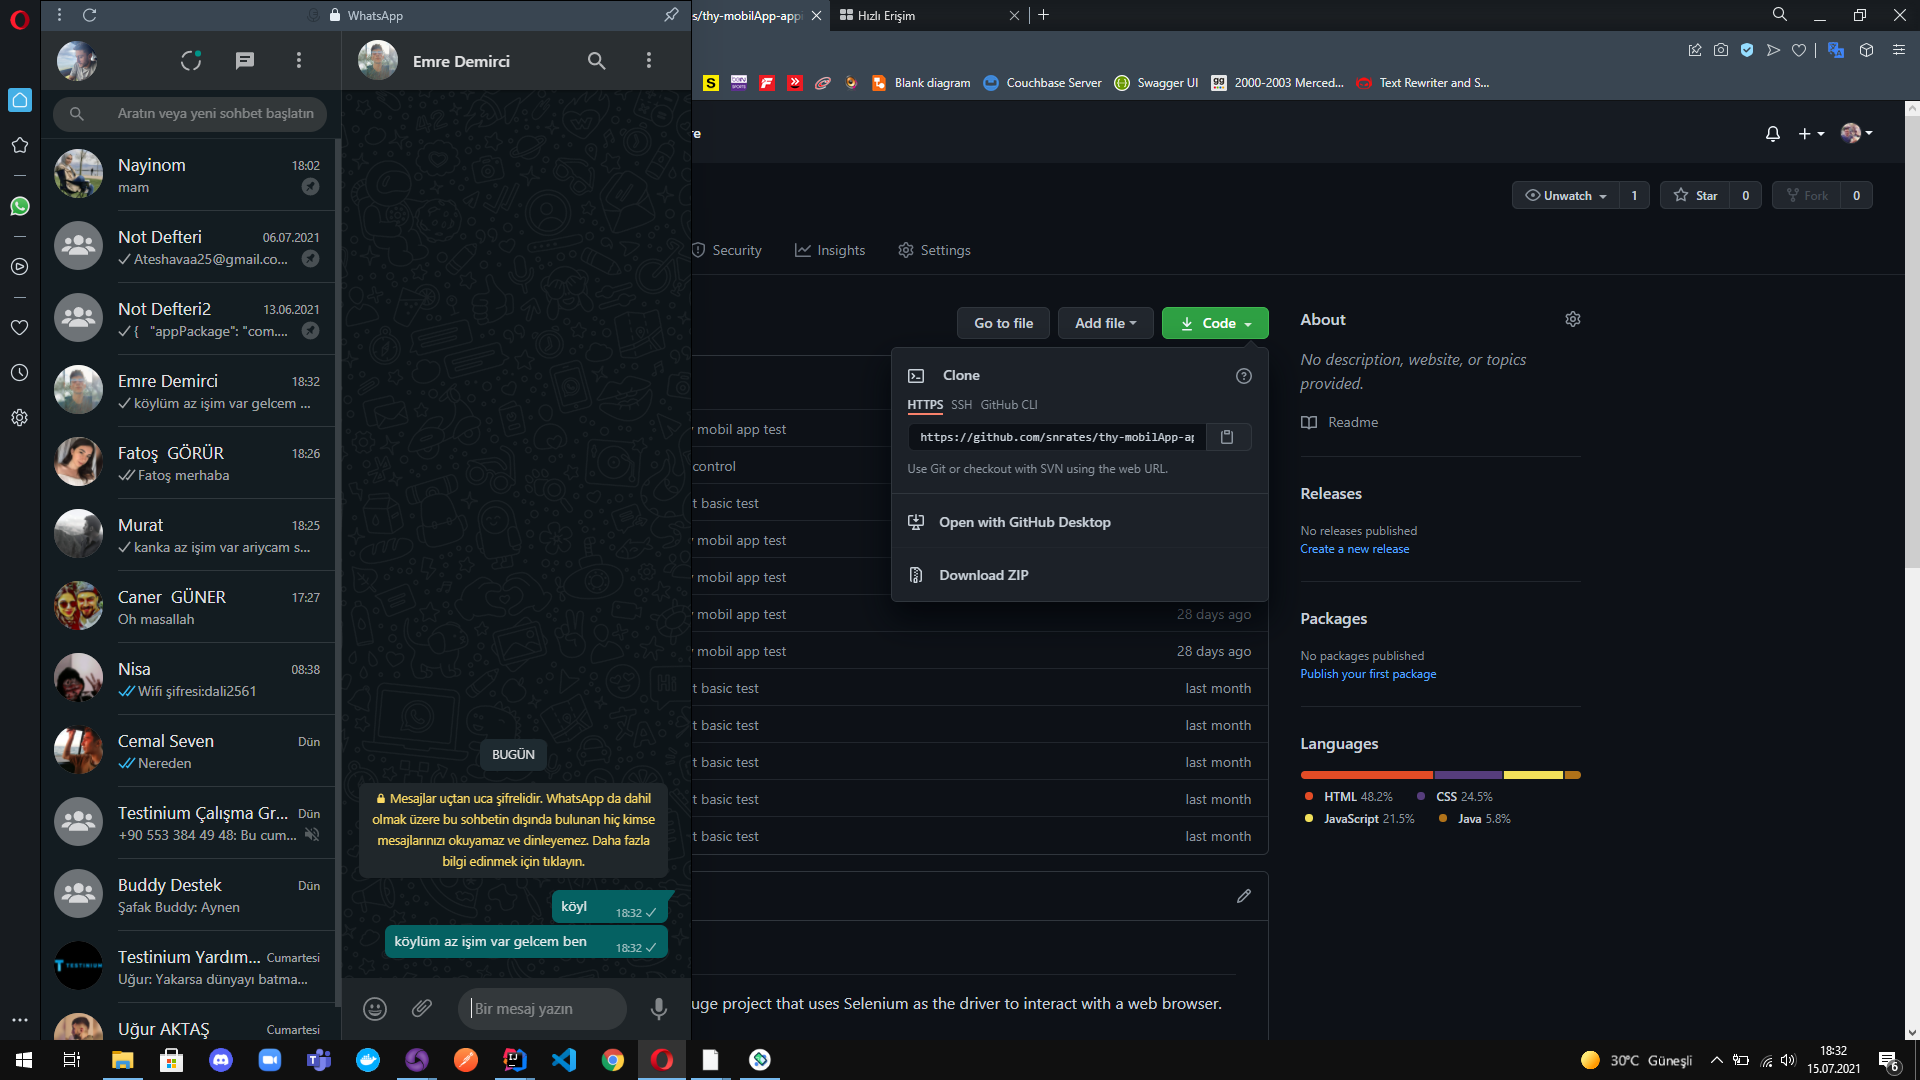 WhatsApp
s/thy-mobilApp-appi
Hızlı Erişim
Emre Demirci
Aratın veya yeni sohbet başlatın
Blank diagram
Couchbase Server
Swagger UI
2000-2003 Merced...
Text Rewriter and S...
re
Nayinom 18:02
mam
Not Defteri 06.07.2021
Ateshavaa25@gmail.co...
Not Defteri2 13.06.2021
{ "appPackage": "com....
Emre Demirci 18:32
köylüm az işim var gelcem ...
Fatoş GÖRÜR 18:26
Fatoş merhaba
Murat 18:25
kanka az işim var ariycam s...
Caner GÜNER 17:27
Oh masallah
Nisa 08:38
Wifi şifresi:dali2561
Cemal Seven Dün
Nereden
Testinium Çalışma Gr... Dün
+90 553 384 49 48: Bu cum...
Buddy Destek Dün
Şafak Buddy: Aynen
TESTINIUM
Testinium Yardım... Cumartesi
Uğur: Yakarsa dünyayı batma...
Uğur AKTAŞ Cumartesi
BUGÜN
Mesajlar uçtan uca şifrelidir. WhatsApp da dahil
olmak üzere bu sohbetin dışında bulunan hiç kimse
mesajlarınızı okuyamaz ve dinleyemez. Daha fazla
bilgi edinmek için tıklayın.
köyl 18:32
köylüm az işim var gelcem ben 18:32
Bir mesaj yazın
Unwatch 1
Star 0
Fork 0
Security
Insights
Settings
Go to file
Add file
Code
Clone
HTTPS SSH GitHub CLI
https://github.com/snrates/thy-mobilApp-ap
Use Git or checkout with SVN using the web URL.
Open with GitHub Desktop
Download ZIP
mobil app test
control
t basic test
mobil app test
mobil app test
mobil app test 28 days ago
mobil app test 28 days ago
t basic test last month
t basic test last month
t basic test last month
t basic test last month
t basic test last month
uge project that uses Selenium as the driver to interact with a web browser.
About
No description, website, or topics
provided.
Readme
Releases
No releases published
Create a new release
Packages
No packages published
Publish your first package
Languages
HTML 48.2% CSS 24.5%
JavaScript 21.5% Java 5.8%
30°C Güneşli
18:32
15.07.2021
6